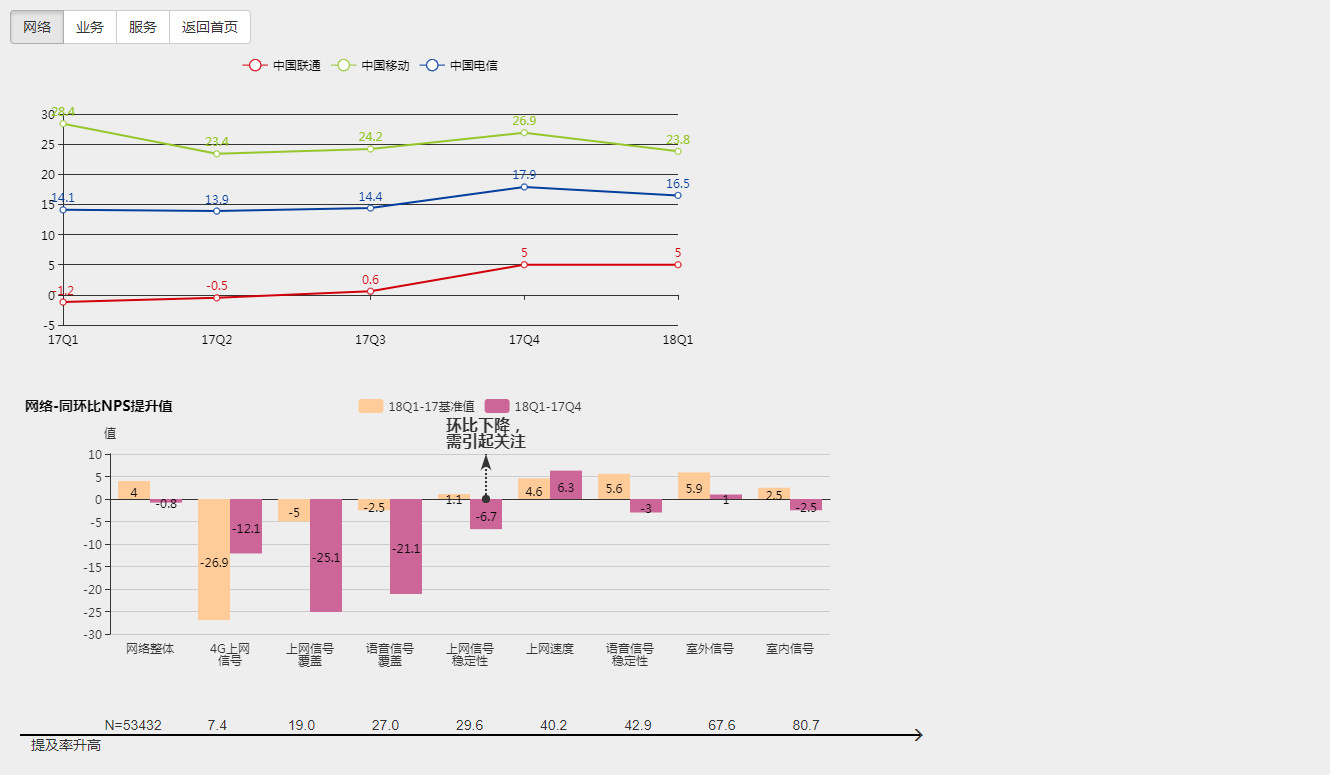 网络 业务 服务 返回首页
中国联通 中国移动 中国电信
30
25
20
15
10
5
0
-5
28.4 23.4 24.2 26.9 23.8
14.1 13.9 14.4 17.9 16.5
-1.2 -0.5 0.6 5 5
17Q1 17Q2 17Q3 17Q4 18Q1
网络-同环比NPS提升值
18Q1-17基准值 18Q1-17Q4
值
环比下降，
需引起关注
10
5
0
-5
-10
-15
-20
-25
-30
4 -26.9 -5 -2.5 1.1 4.6 5.6 5.9 2.5
-0.8 -12.1 -25.1 -21.1 -6.7 6.3 -3 1 -2.5
网络整体 4G上网 上网信号 语音信号 上网信号 上网速度 语音信号 室外信号 室内信号
信号 覆盖 覆盖 稳定性 稳定性
N=53432 7.4 19.0 27.0 29.6 40.2 42.9 67.6 80.7
提及率升高